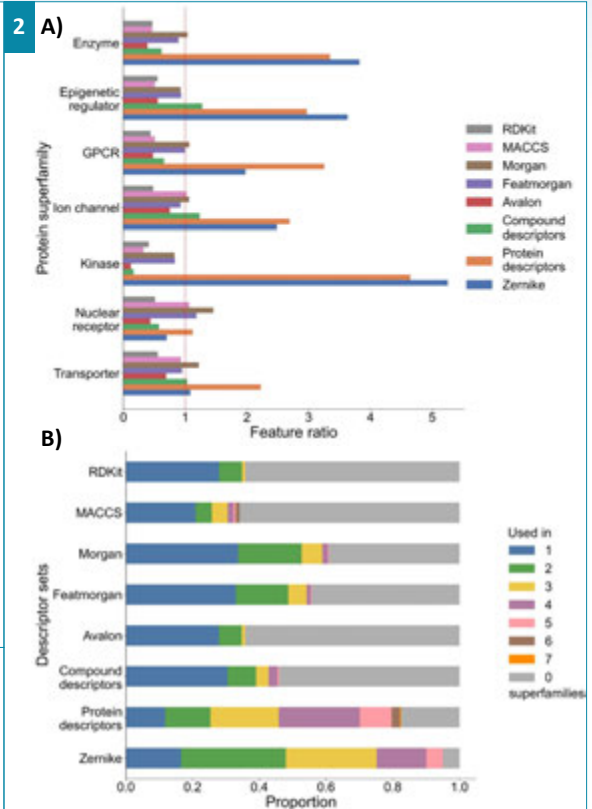 2
A)
Protein superfamily
Enzyme
Epigenetic
regulator
GPCR
Ion channel
Kinase
Nuclear
receptor
Transporter
0 1 2 3 4 5
Feature ratio
RDKit
MACCS
Morgan
Featmorgan
Avalon
Compound
descriptors
Protein
descriptors
Zernike
B)
Descriptor sets
RDKit
MACCS
Morgan
Featmorgan
Avalon
Compound
descriptors
Protein
descriptors
Zernike
0.0 0.2 0.4 0.6 0.8 1.0
Proportion
Used in
1
2
3
4
5
6
7
0
superfamilies